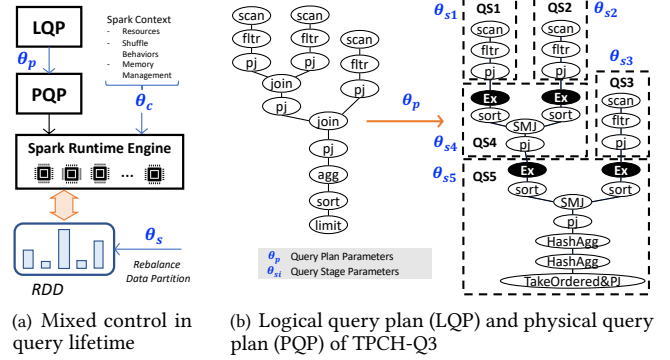 LQP
θp
PQP
Spark Context
- Resources
- Shuffle
Behaviors
- Memory
Management
θc
Spark Runtime Engine
...
θs
Rebalance
Data Partition
RDD
(a) Mixed control in
query lifetime
scan
fltr
pj
scan
fltr
pj
join
pj
scan
fltr
pj
join
pj
agg
sort
limit
θp
θp Query Plan Parameters
θsi Query Stage Parameters
θs1
QS1
scan
fltr
pj
QS2
θs2
scan
fltr
pj
θs3
QS3
scan
fltr
pj
Ex
sort
Ex
sort
SMJ
pj
QS4
θs4
θs5
QS5
Ex
sort
Ex
sort
SMJ
pj
HashAgg
HashAgg
TakeOrdered&PJ
(b) Logical query plan (LQP) and physical query
plan (PQP) of TPCH-Q3